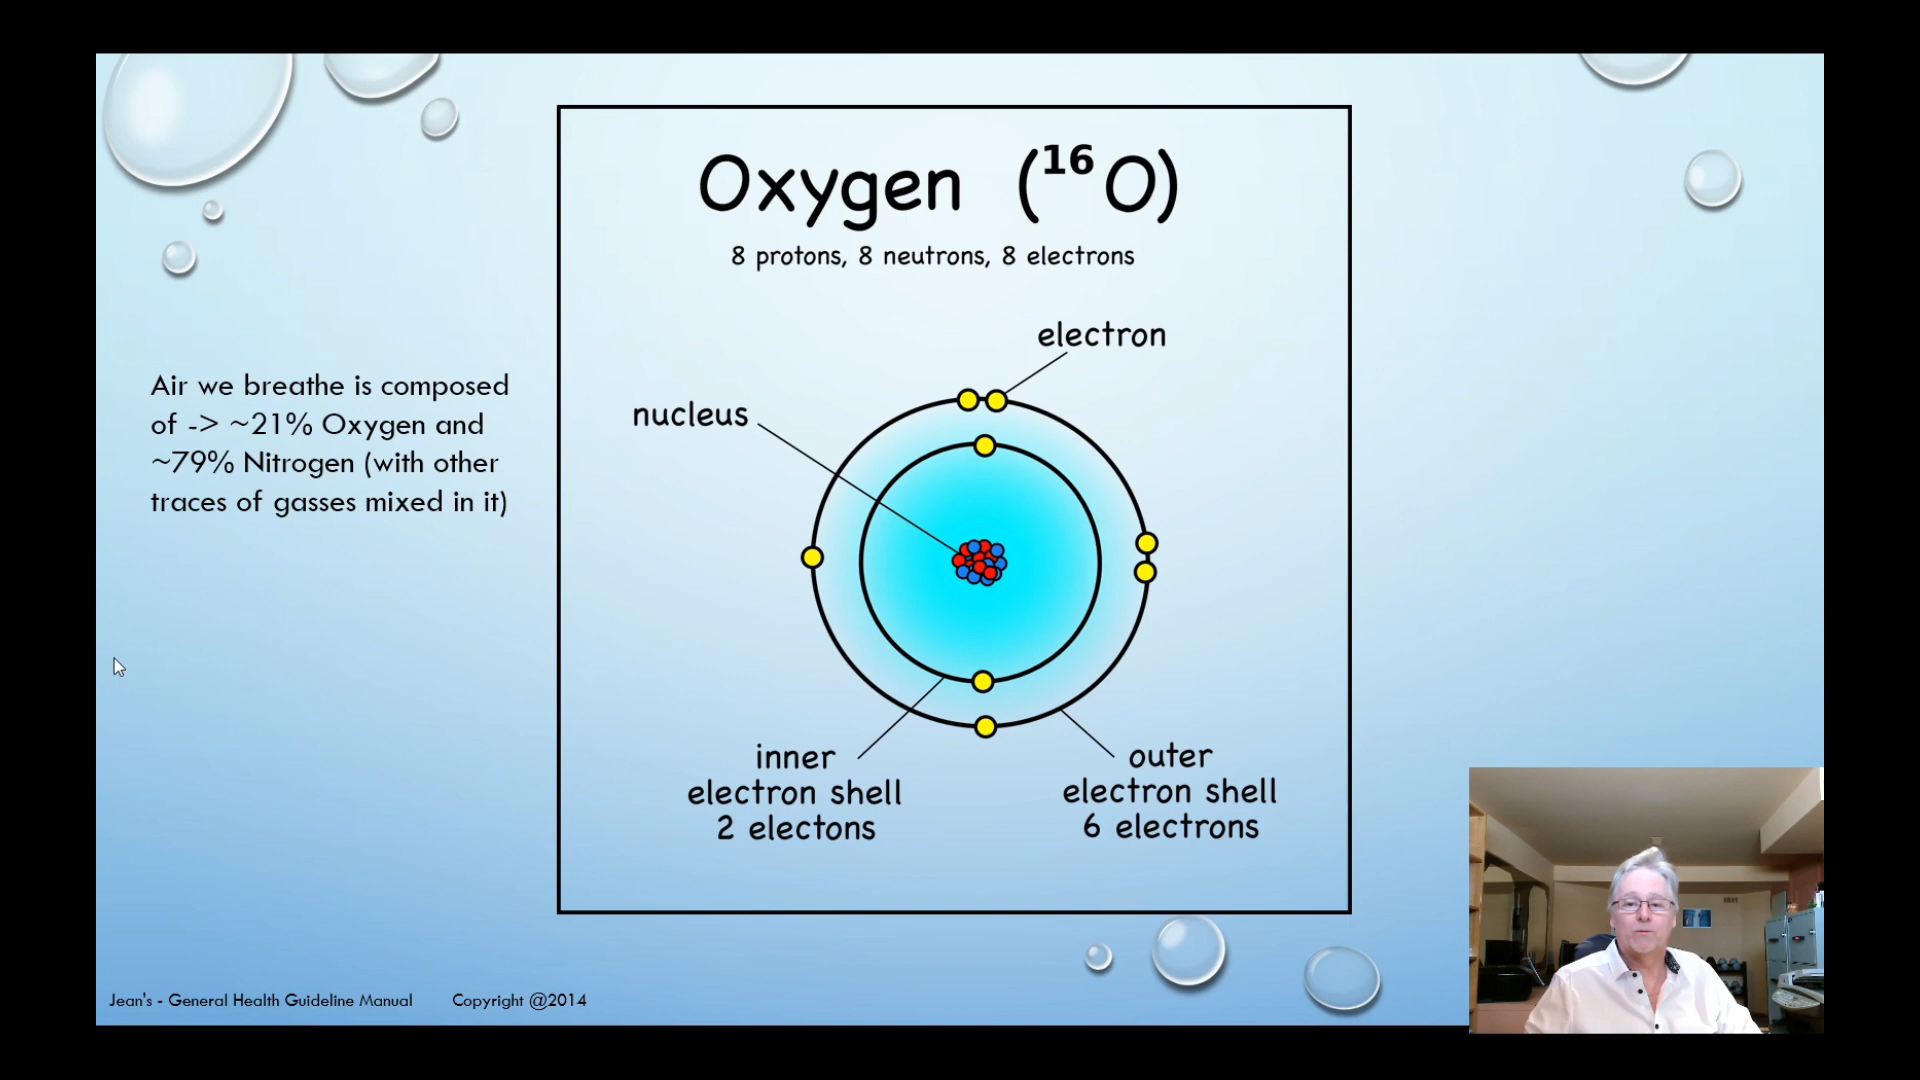 Oxygen (¹⁶O)
8 protons, 8 neutrons, 8 electrons
electron
nucleus
Air we breathe is composed
of -> ~21% Oxygen and
~79% Nitrogen (with other
traces of gasses mixed in it)
inner
electron shell
2 electons
outer
electron shell
6 electrons
Jean's - General Health Guideline Manual Copyright @2014